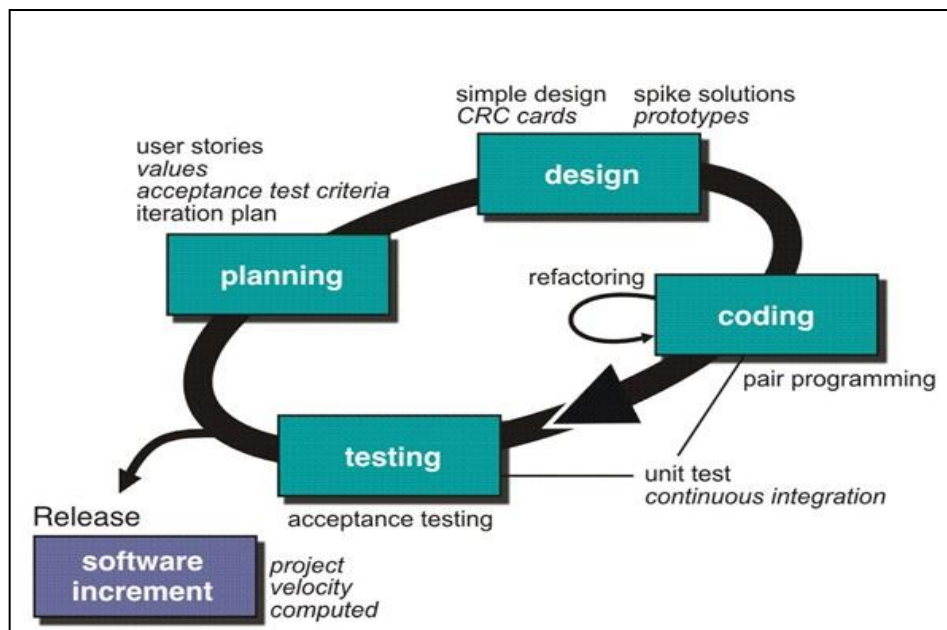 simple design
CRC cards
spike solutions
prototypes
user stories
values
acceptance test criteria
iteration plan
design
planning
refactoring
coding
pair programming
testing
unit test
continuous integration
acceptance testing
Release
software
increment
project
velocity
computed